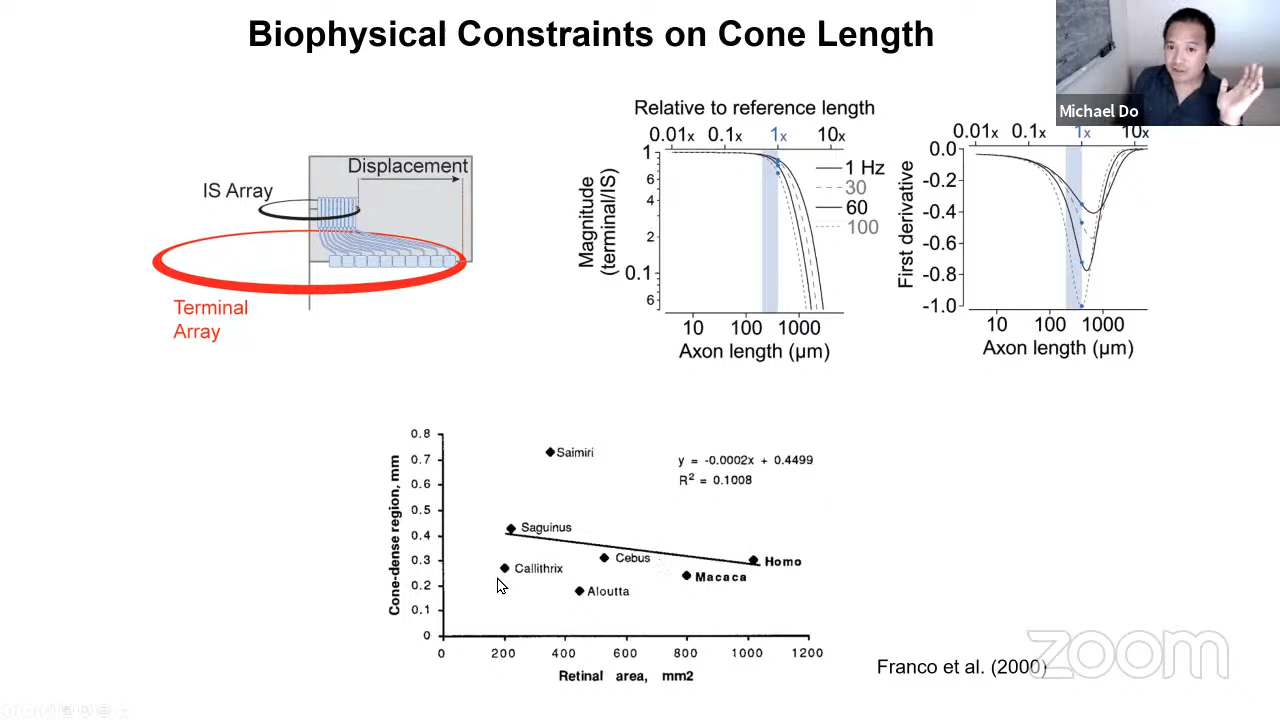 Biophysical Constraints on Cone Length
Michael Do
IS Array
Displacement
Terminal
Array
Relative to reference length
0.01x 0.1x 1x 10x
Magnitude
(terminal/IS)
1
6
4
2
0.1
6
1 Hz
30
60
100
10 100 1000
Axon length (µm)
0.01x 0.1x 1x 10x
First derivative
0.0
-0.2
-0.4
-0.6
-0.8
-1.0
10 100 1000
Axon length (µm)
Cone-dense region, mm
0.8
0.7
0.6
0.5
0.4
0.3
0.2
0.1
0
Saimiri
y = -0.0002x + 0.4499
R² = 0.1008
Saguinus
Cebus
Homo
Callithrix
Macaca
Aloutta
0 200 400 600 800 1000 1200
Retinal area, mm2
Franco et al. (2000)
zoom